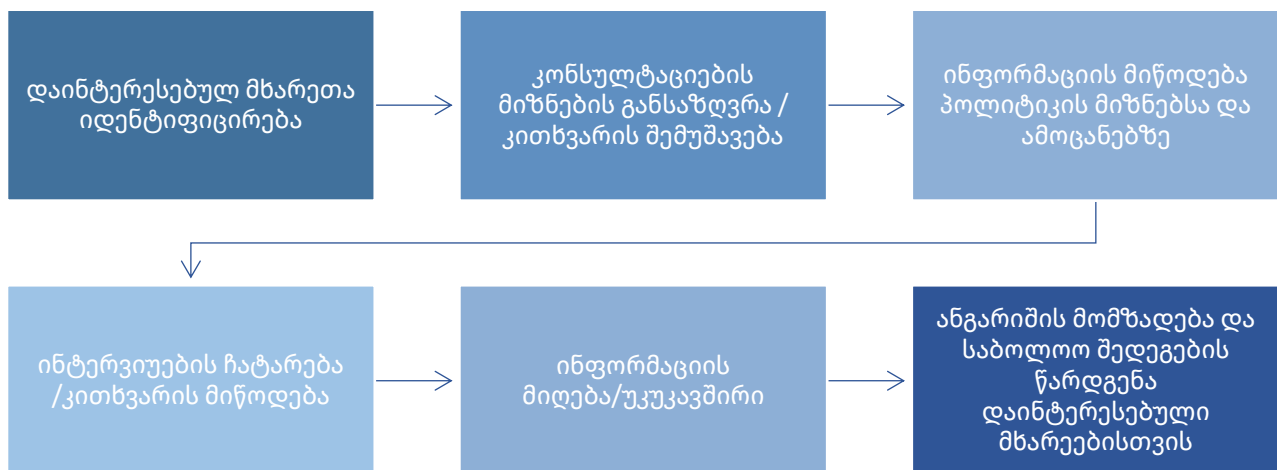 დაინტერესებულ მხარეთა
იდენტიფიცირება
კონსულტაციების
მიზნების განსაზღვრა /
კითხვარის შემუშავება
ინფორმაციის მიწოდება
პოლიტიკის მიზნებსა და
ამოცანებზე
ინტერვიუების ჩატარება
/კითხვარის მიწოდება
ინფორმაციის
მიღება/უკუკავშირი
ანგარიშის მომზადება და
საბოლოო შედეგების
წარდგენა
დაინტერესებული
მხარეებისთვის